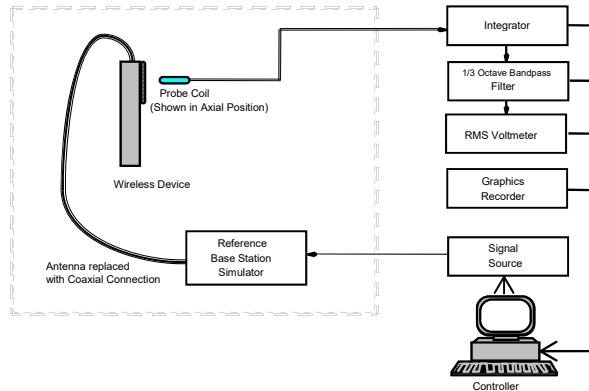 Integrator
1/3 Octave Bandpass
Filter
RMS Voltmeter
Graphics
Recorder
Probe Coil
(Shown in Axial Position)
Wireless Device
Reference
Base Station
Simulator
Antenna replaced
with Coaxial Connection
Signal
Source
Controller